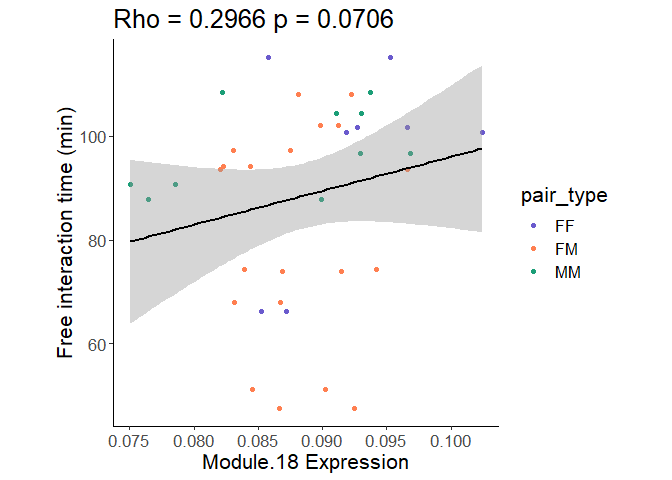 Rho = 0.2966 p = 0.0706
Free interaction time (min)
100
80
60
0.075 0.080 0.085 0.090 0.095 0.100
Module.18 Expression
pair_type
FF
FM
MM